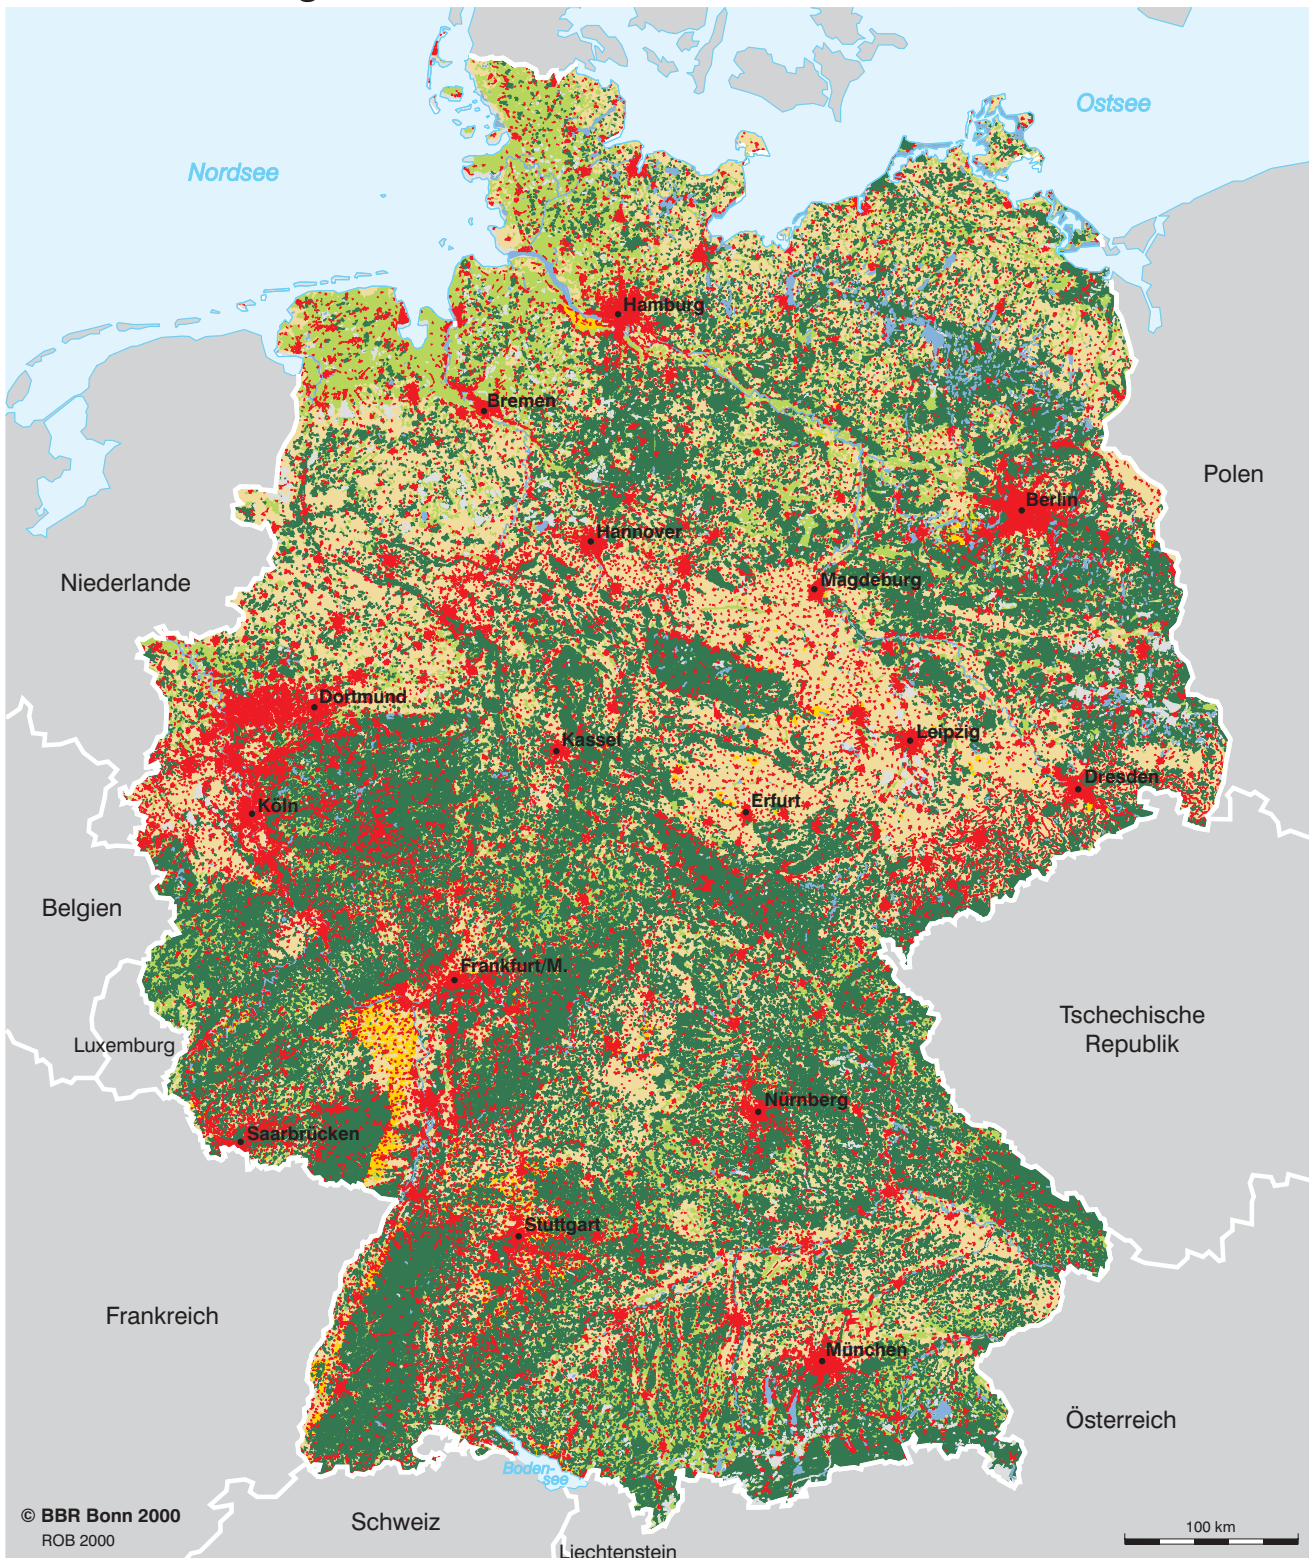 Ostsee
Nordsee
Hamburg
Bremen
Polen
Berlin
Hannover
Niederlande
Magdeburg
Dortmund
Leipzig
Kassel
Dresden
Köln
Erfurt
Belgien
Frankfurt/M.
Tschechische
Republik
Luxemburg
Nürnberg
Saarbrücken
Stuttgart
Frankreich
München
Österreich
Boden-
see
© BBR Bonn 2000
ROB 2000
Schweiz
100 km
Liechtenstein